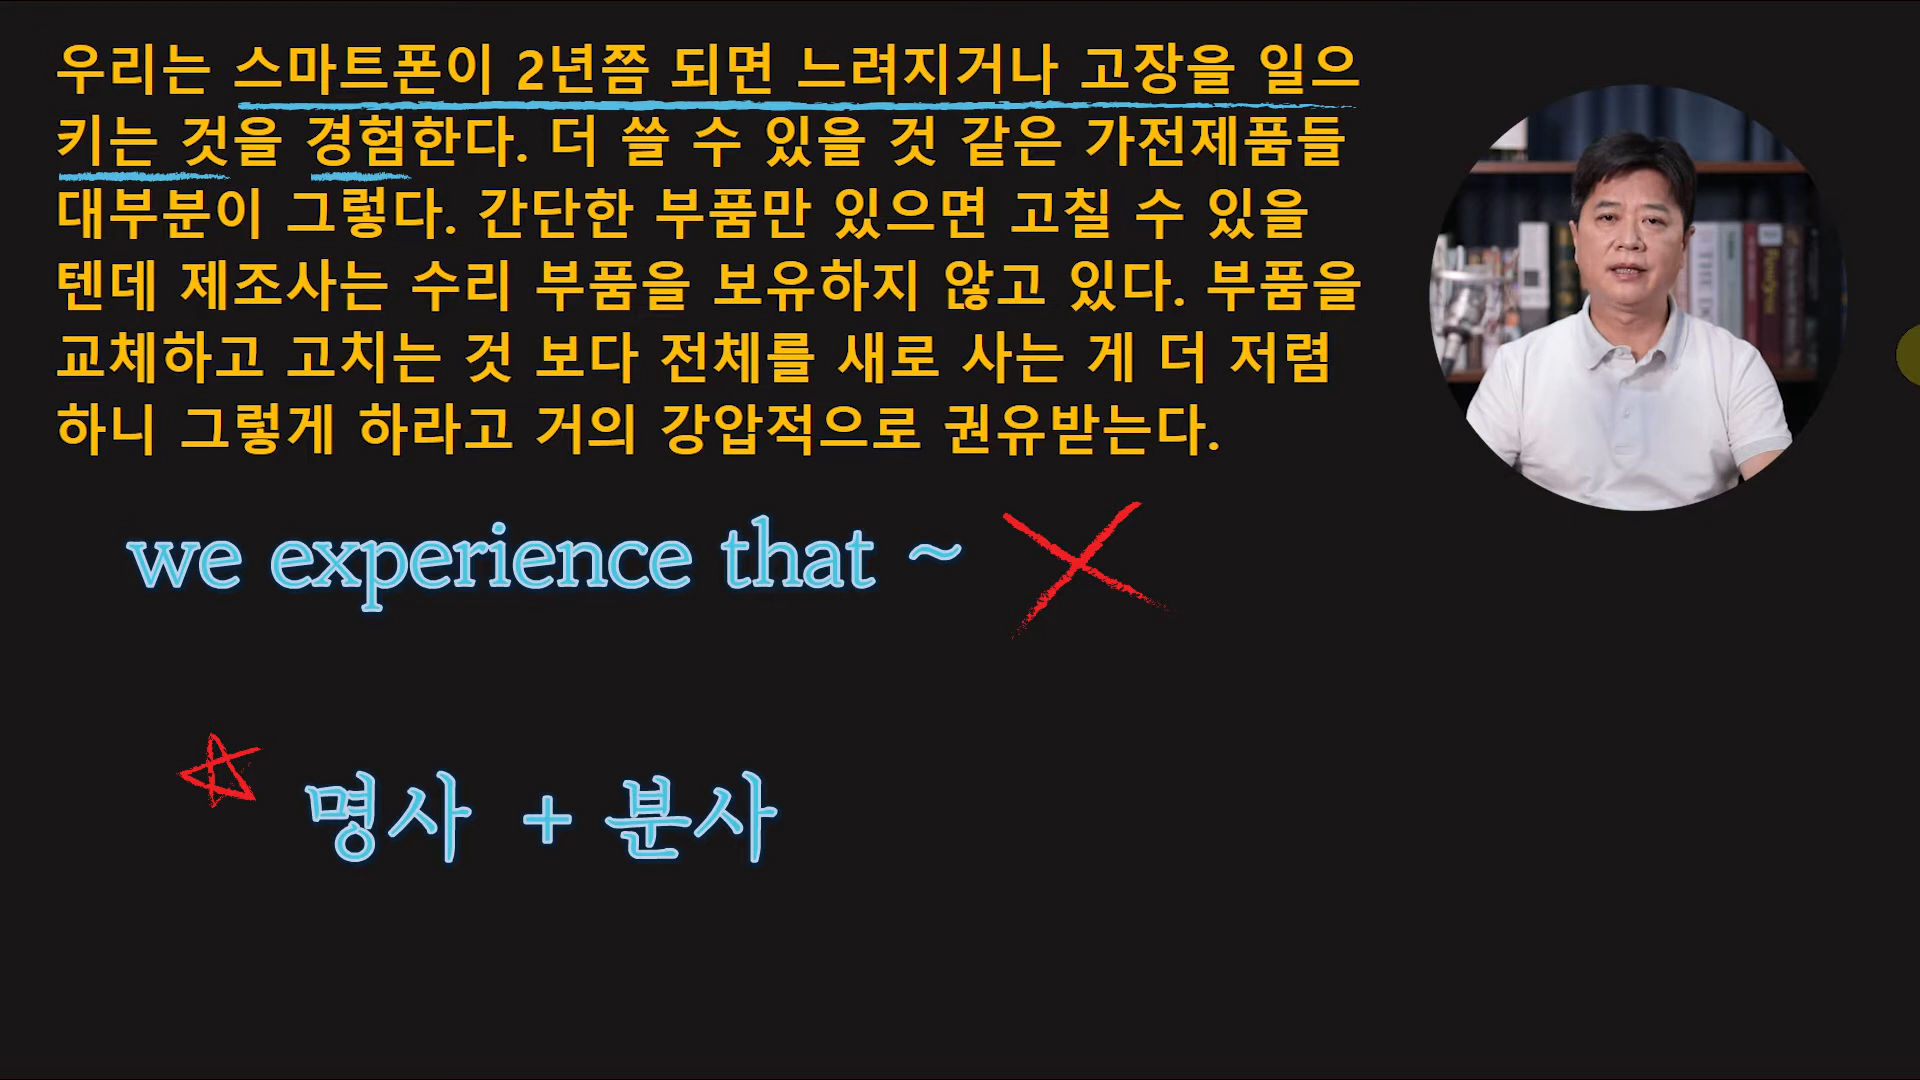 우리는 스마트폰이 2년쯤 되면 느려지거나 고장을 일으
키는 것을 경험한다. 더 쓸 수 있을 것 같은 가전제품들
대부분이 그렇다. 간단한 부품만 있으면 고칠 수 있을
텐데 제조사는 수리 부품을 보유하지 않고 있다. 부품을
교체하고 고치는 것 보다 전체를 새로 사는 게 더 저렴
하니 그렇게 하라고 거의 강압적으로 권유받는다.
we experience that ~
명사 + 분사